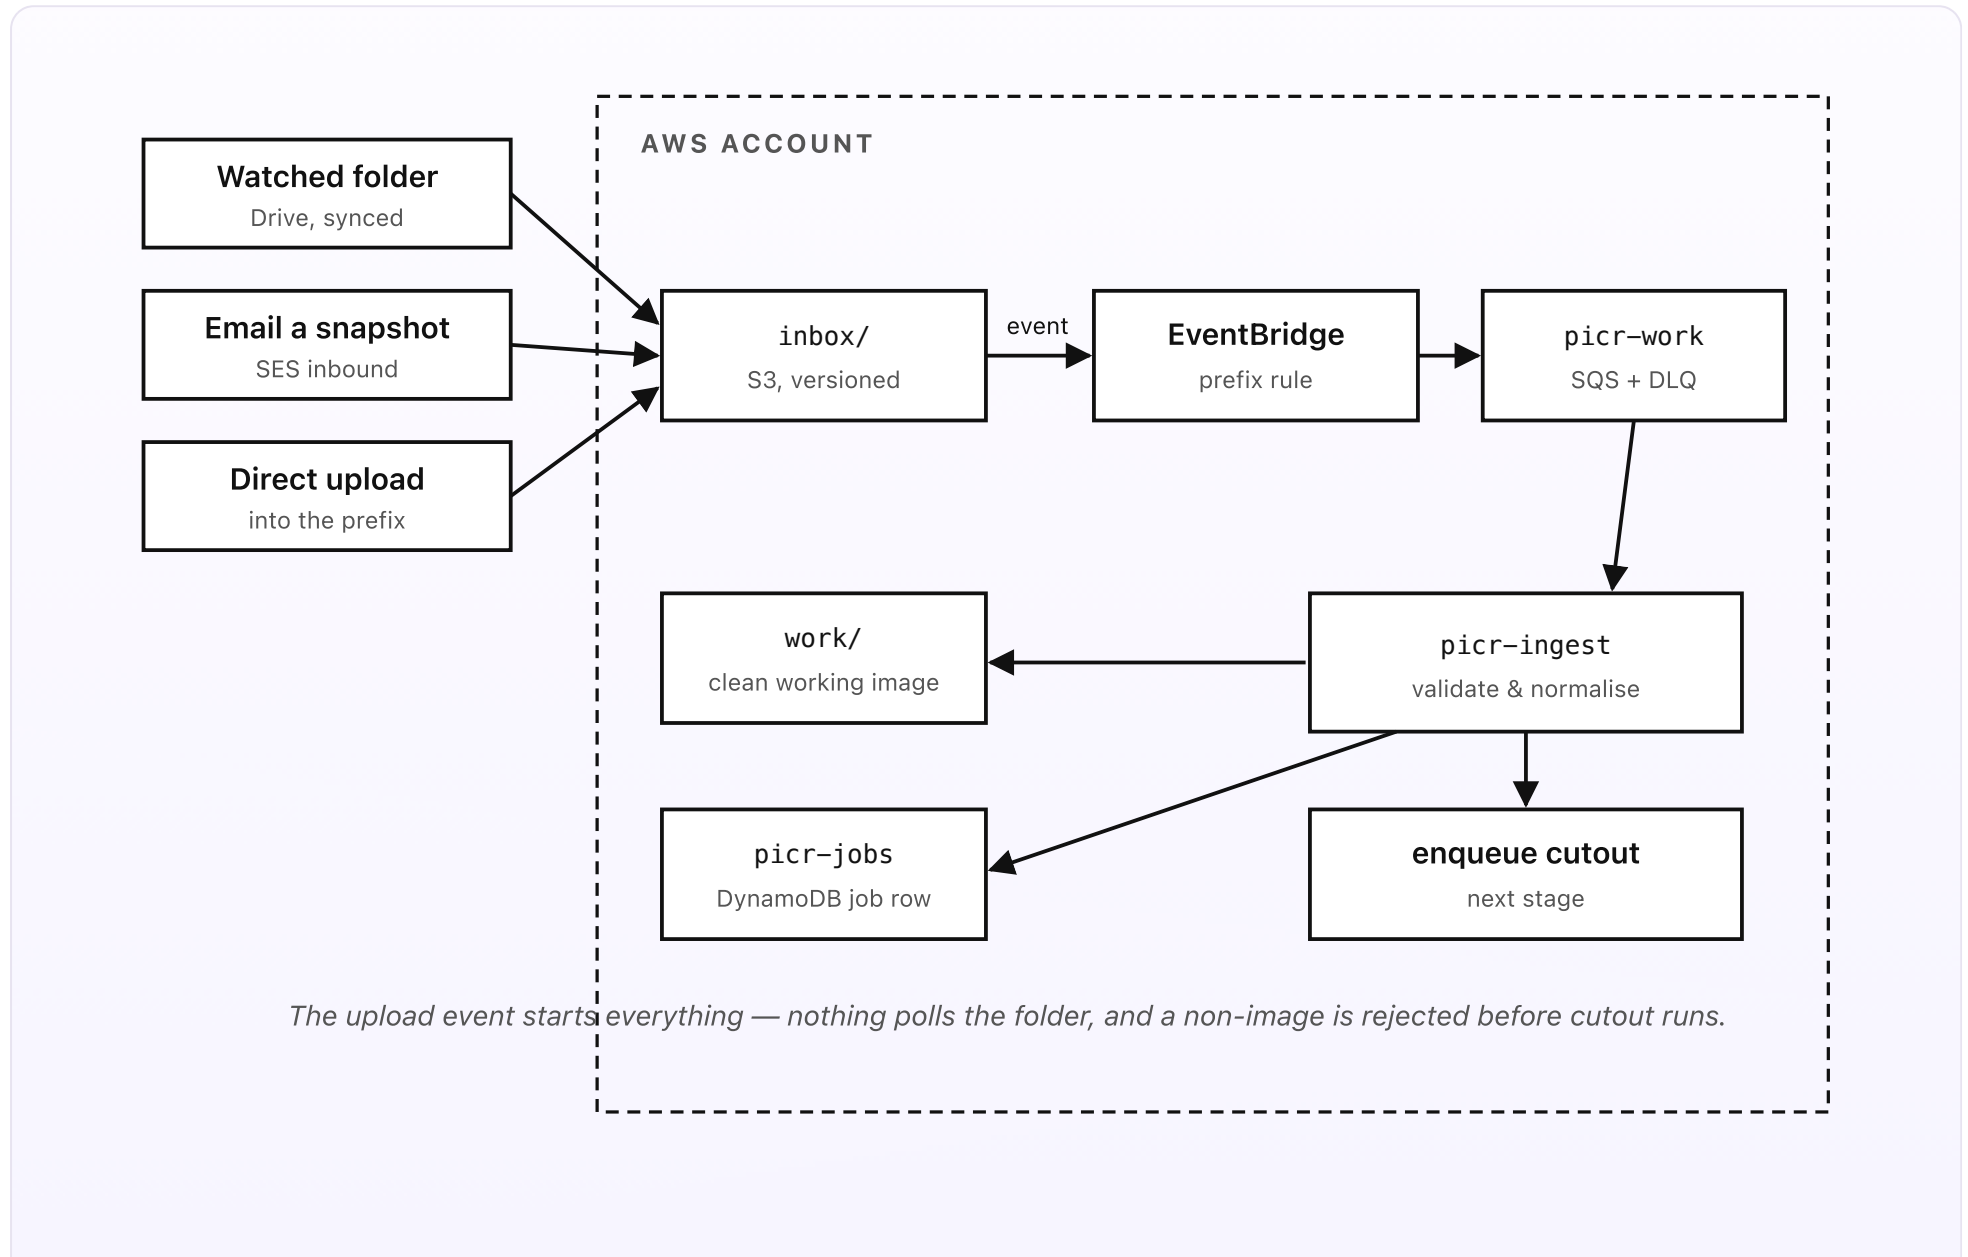 AWS ACCOUNT
Watched folder
Drive, synced
Email a snapshot
SES inbound
Direct upload
into the prefix
inbox/
S3, versioned
event
EventBridge
prefix rule
picr-work
SQS + DLQ
work/
clean working image
picr-ingest
validate & normalise
picr-jobs
DynamoDB job row
enqueue cutout
next stage
The upload event starts everything — nothing polls the folder, and a non-image is rejected before cutout runs.